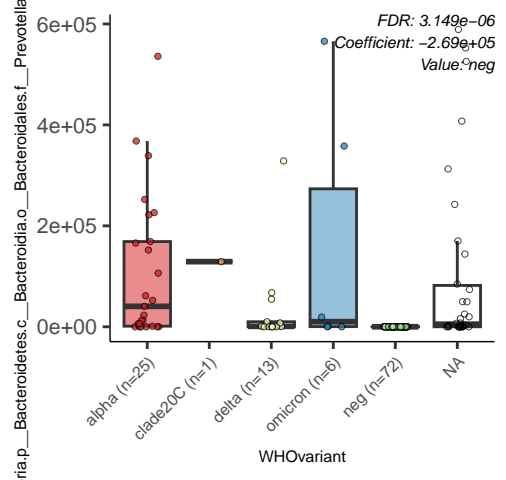 FDR: 3.149e−06
Coefficient: −2.69e+05
Value: neg
6e+05
4e+05
2e+05
0e+00
ria.p__Bacteroidetes.c__Bacteroidia.o__Bacteroidales.f__Prevotella
alpha (n=25)
clade20C (n=1)
delta (n=13)
omicron (n=6)
neg (n=72)
NA
WHOvariant